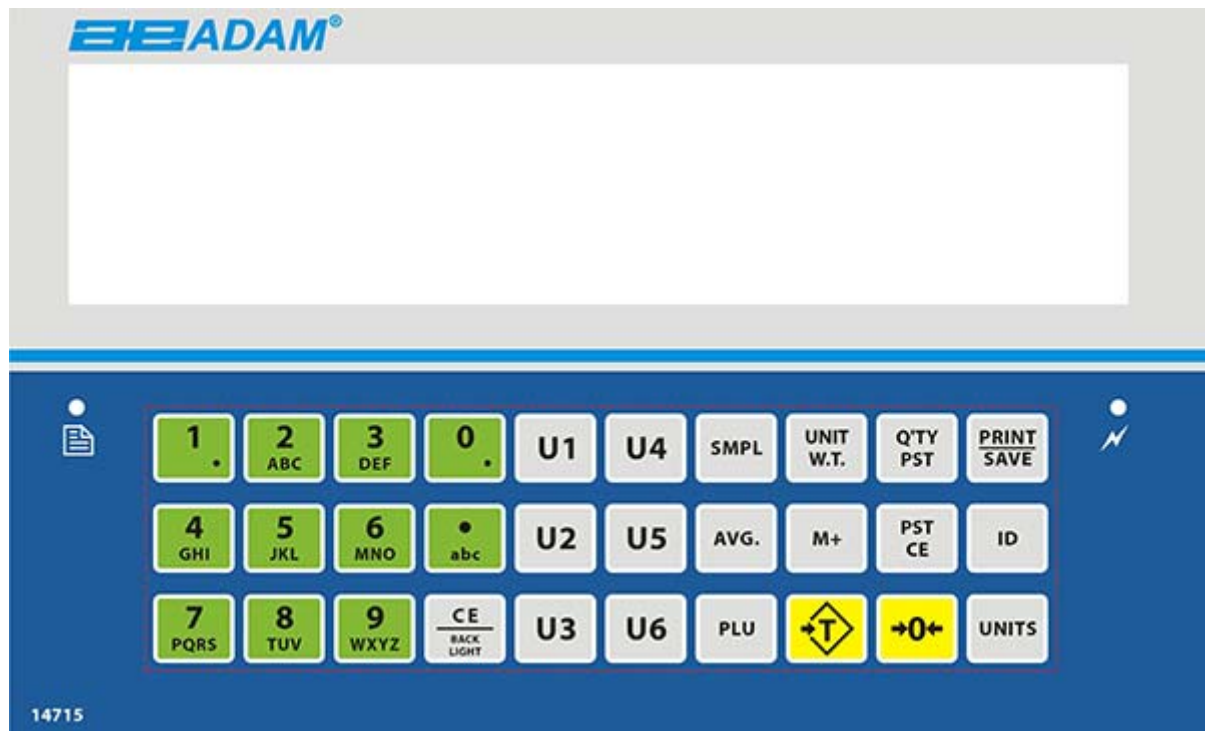 ae ADAM®
1 . 2 3 0 . U1 U4 SMPL UNIT Q'TY PRINT
ABC DEF W.T. PST SAVE
4 5 6 • U2 U5 AVG. M+ PST ID
GHI JKL MNO abc CE
7 8 9 CE U3 U6 PLU →T →0← UNITS
PQRS TUV WXYZ BACK
LIGHT
14715